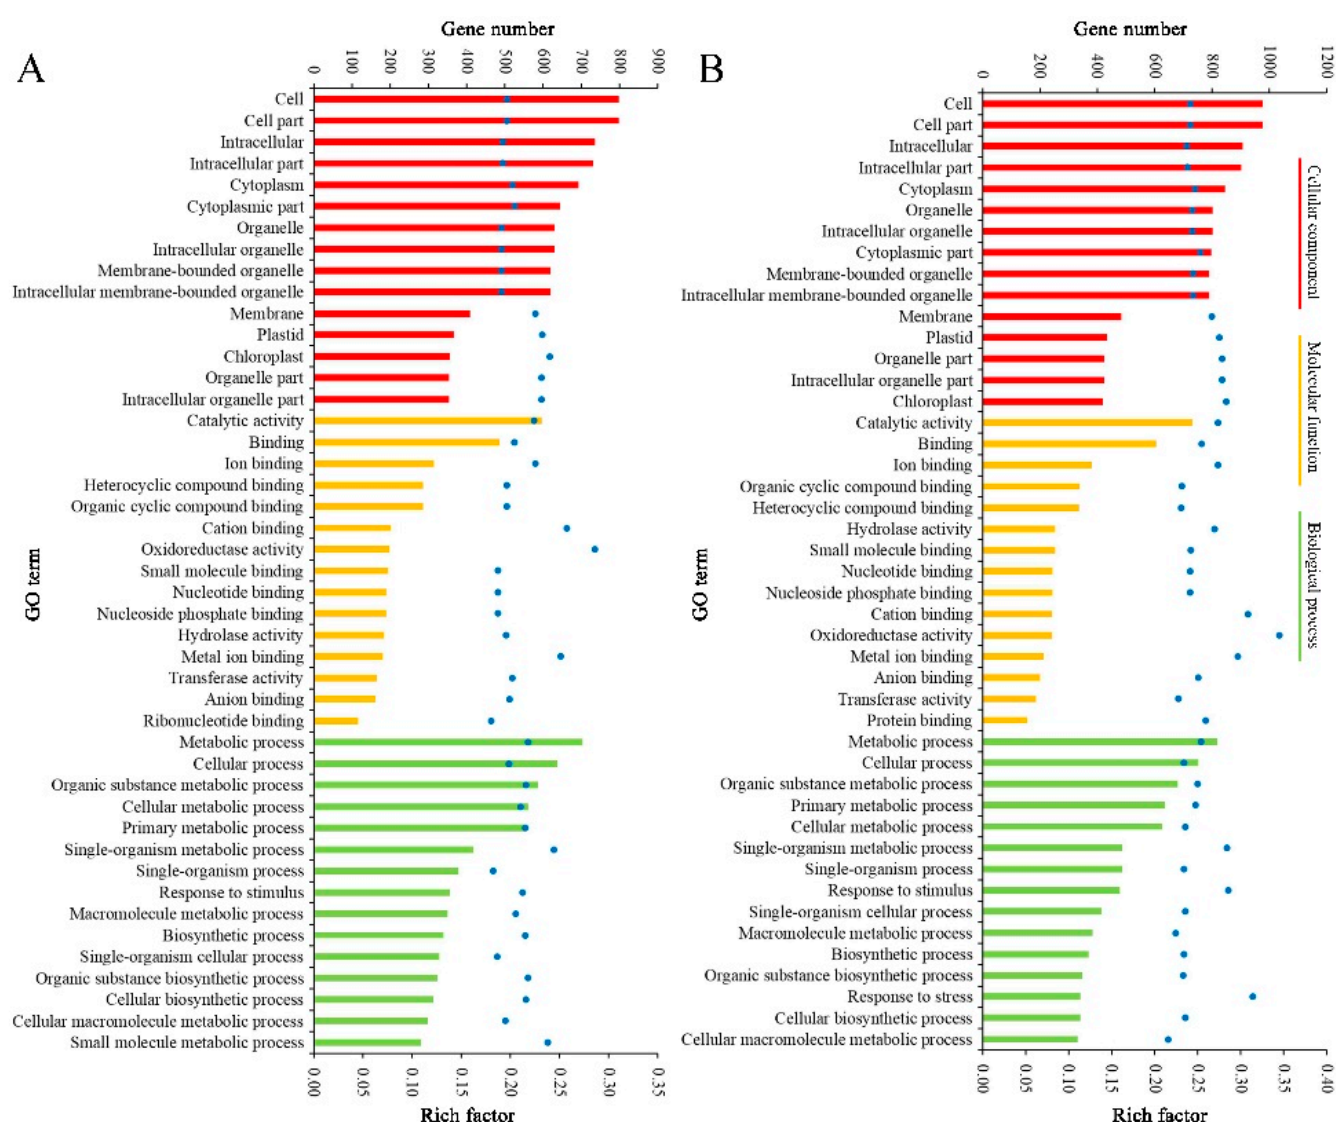 A
Gene number
0 100 200 300 400 500 600 700 800 900
Cell
Cell part
Intracellular
Intracellular part
Cytoplasm
Cytoplasmic part
Organelle
Intracellular organelle
Membrane-bounded organelle
Intracellular membrane-bounded organelle
Membrane
Plastid
Chloroplast
Organelle part
Intracellular organelle part
Catalytic activity
Binding
Ion binding
Heterocyclic compound binding
Organic cyclic compound binding
Cation binding
Oxidoreductase activity
Small molecule binding
Nucleotide binding
Nucleoside phosphate binding
Hydrolase activity
Metal ion binding
Transferase activity
Anion binding
Ribonucleotide binding
Metabolic process
Cellular process
Organic substance metabolic process
Cellular metabolic process
Primary metabolic process
Single-organism metabolic process
Single-organism process
Response to stimulus
Macromolecule metabolic process
Biosynthetic process
Single-organism cellular process
Organic substance biosynthetic process
Cellular biosynthetic process
Cellular macromolecule metabolic process
Small molecule metabolic process
GO term
0.00 0.05 0.10 0.15 0.20 0.25 0.30 0.35
Rich factor
B
Gene number
0 200 400 600 800 1000 1200
Cell
Cell part
Intracellular
Intracellular part
Cytoplasm
Organelle
Intracellular organelle
Cytoplasmic part
Membrane-bounded organelle
Intracellular membrane-bounded organelle
Membrane
Plastid
Organelle part
Intracellular organelle part
Chloroplast
Catalytic activity
Binding
Ion binding
Organic cyclic compound binding
Heterocyclic compound binding
Hydrolase activity
Small molecule binding
Nucleotide binding
Nucleoside phosphate binding
Cation binding
Oxidoreductase activity
Metal ion binding
Anion binding
Transferase activity
Protein binding
Metabolic process
Cellular process
Organic substance metabolic process
Primary metabolic process
Cellular metabolic process
Single-organism metabolic process
Single-organism process
Response to stimulus
Single-organism cellular process
Macromolecule metabolic process
Biosynthetic process
Organic substance biosynthetic process
Response to stress
Cellular biosynthetic process
Cellular macromolecule metabolic process
GO term
0.00 0.05 0.10 0.15 0.20 0.25 0.30 0.35 0.40
Rich factor
Cellular component
Molecular function
Biological process